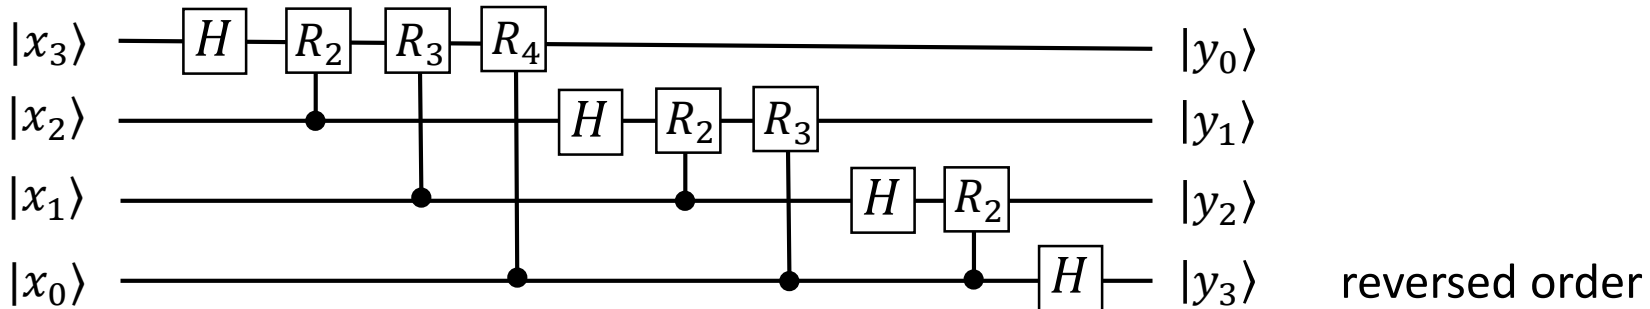 |x₃⟩ H R₂ R₃ R₄ |y₀⟩
|x₂⟩ H R₂ R₃ |y₁⟩
|x₁⟩ H R₂ |y₂⟩
|x₀⟩ H |y₃⟩ reversed order